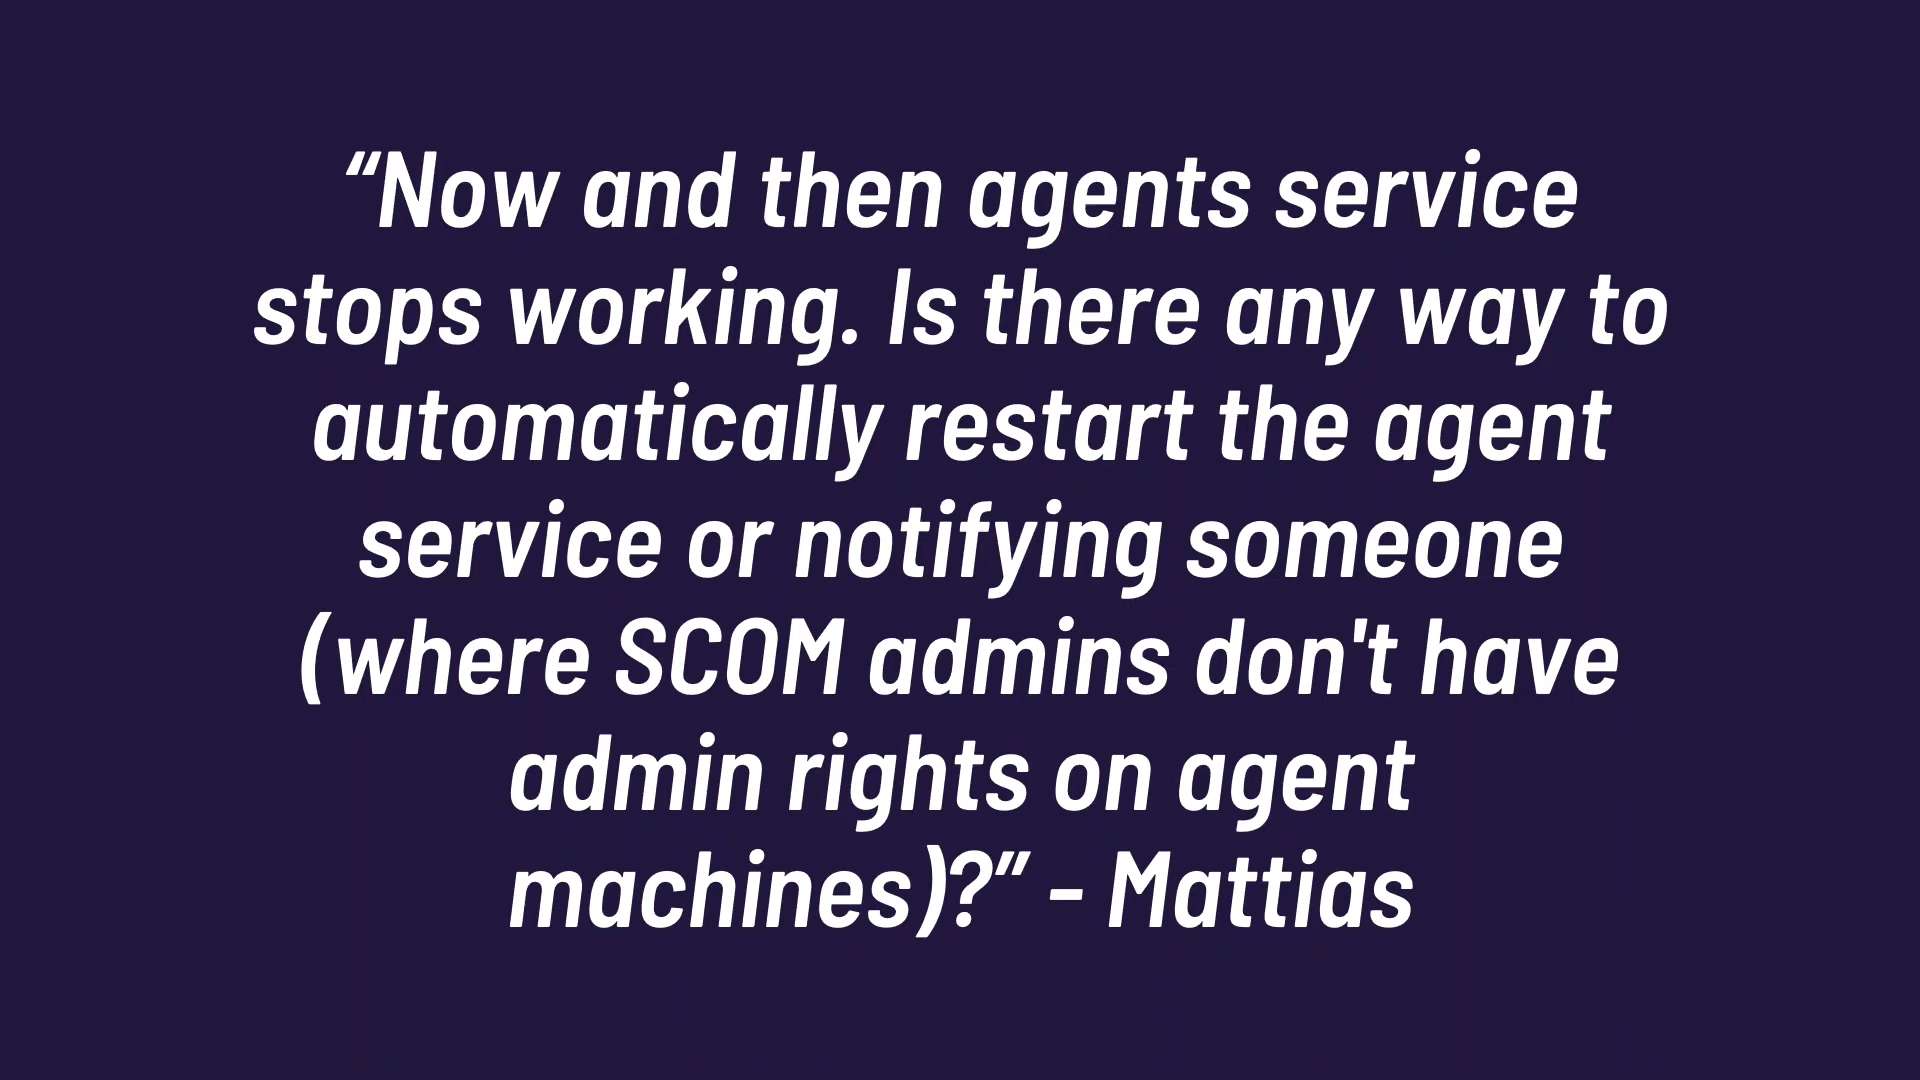 “Now and then agents service
stops working. Is there any way to
automatically restart the agent
service or notifying someone
(where SCOM admins don't have
admin rights on agent
machines)?” - Mattias